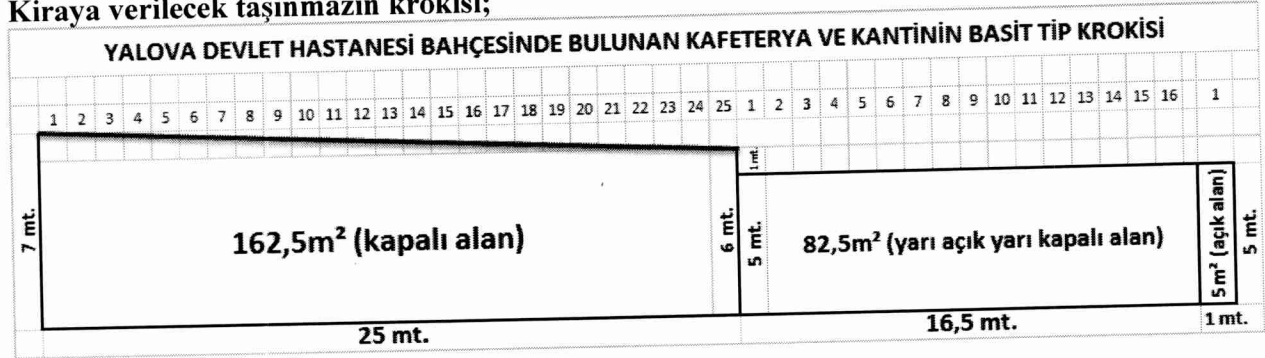 Kiraya verilecek taşınmazın krokisi;
YALOVA DEVLET HASTANESİ BAHÇESİNDE BULUNAN KAFETERYA VE KANTİNİN BASİT TİP KROKİSİ
1 2 3 4 5 6 7 8 9 10 11 12 13 14 15 16 17 18 19 20 21 22 23 24 25 1 2 3 4 5 6 7 8 9 10 11 12 13 14 15 16 1
1 mt.
7 mt.
162,5m² (kapalı alan)
6 mt.
5 mt.
82,5m² (yarı açık yarı kapalı alan)
5m² (açık alan)
5 mt.
25 mt.
16,5 mt.
1 mt.